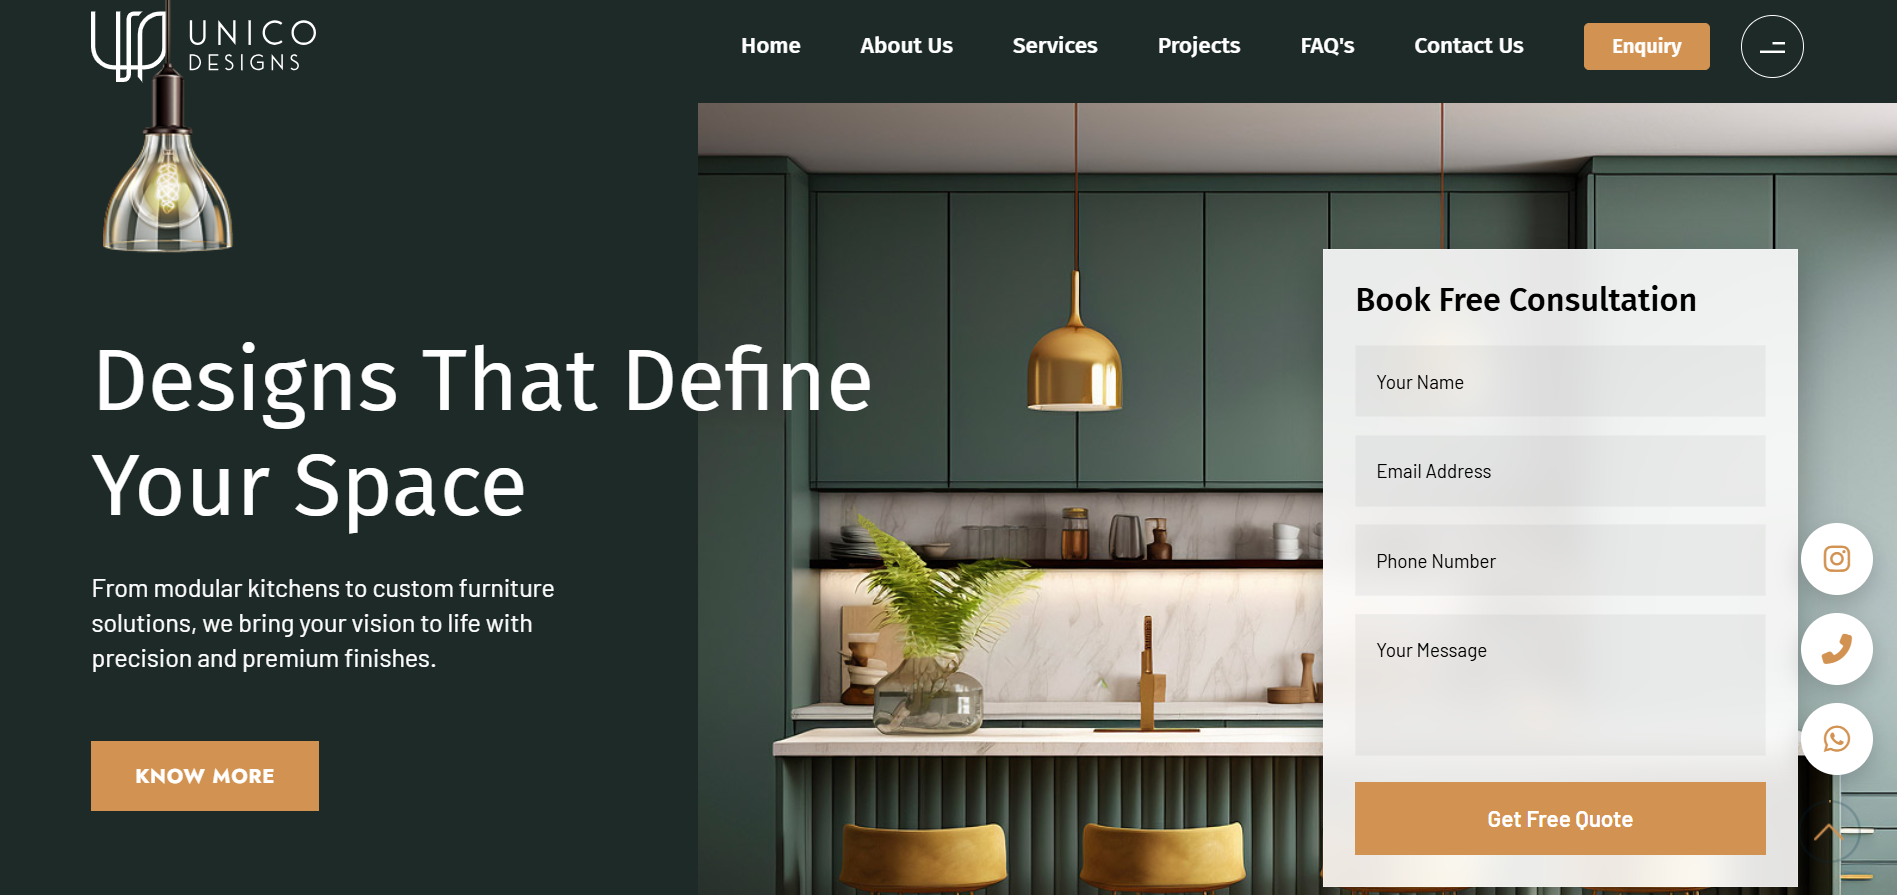 UNICO
DESIGNS
Home
About Us
Services
Projects
FAQ's
Contact Us
Enquiry
Designs That Define
Your Space
From modular kitchens to custom furniture
solutions, we bring your vision to life with
precision and premium finishes.
KNOW MORE
Book Free Consultation
Your Name
Email Address
Phone Number
Your Message
Get Free Quote